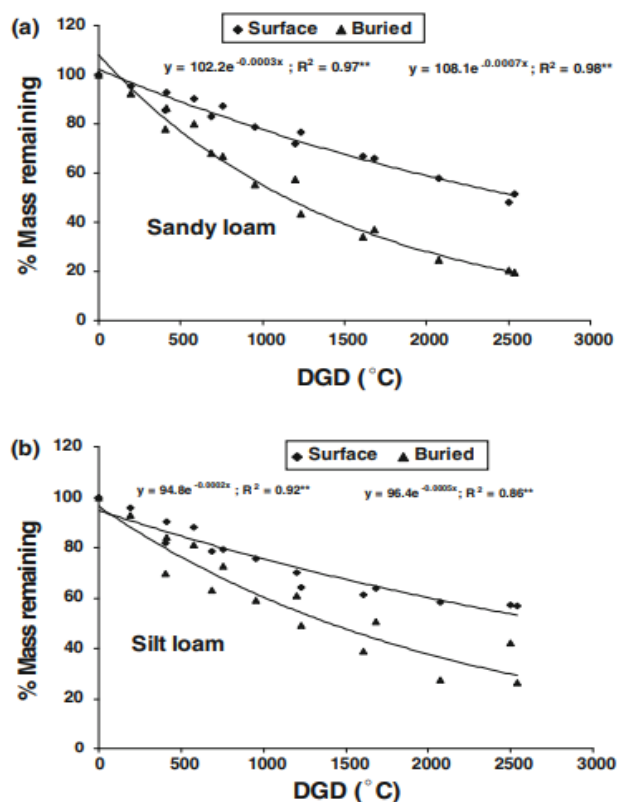 (a)
Surface Buried
y = 102.2e^-0.0003x ; R² = 0.97** y = 108.1e^-0.0007x ; R² = 0.98**
120
100
80
60
40
20
0
% Mass remaining
Sandy loam
0 500 1000 1500 2000 2500 3000
DGD (°C)
(b)
Surface Buried
y = 94.8e^-0.0002x ; R² = 0.92** y = 96.4e^-0.0005x ; R² = 0.86**
120
100
80
60
40
20
0
% Mass remaining
Silt loam
0 500 1000 1500 2000 2500 3000
DGD (°C)